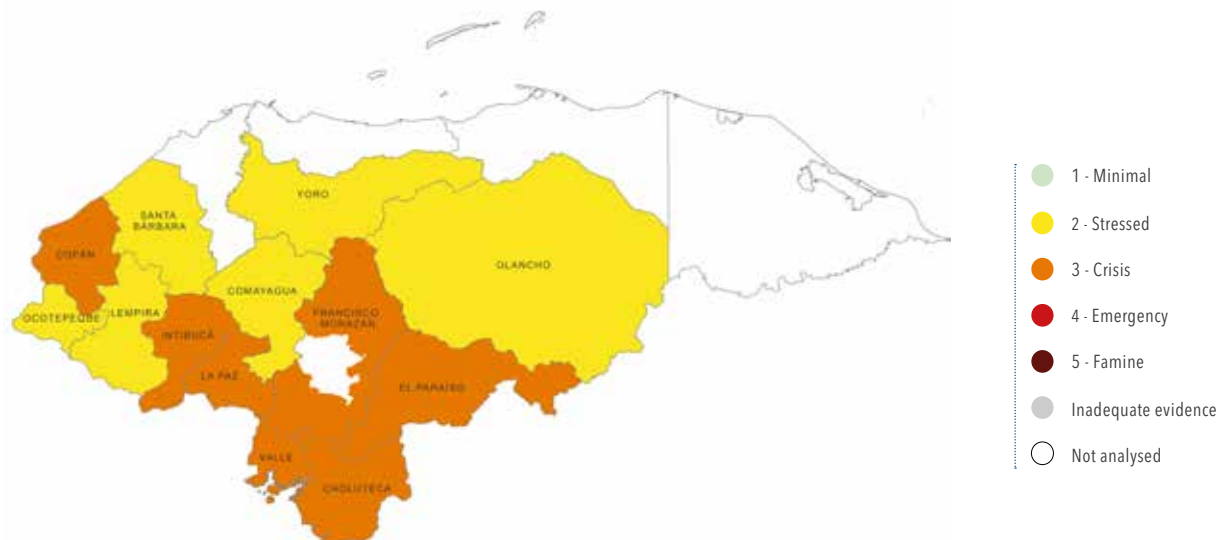 YORO
SANTA
BÁRBARA
COPÁN
OLANCHO
COMAYAGUA
OCOTEPEQUE
LEMPIRA
FRANCISCO
MORAZÁN
INTIBUCÁ
LA PAZ
EL PARAÍSO
VALLE
CHOLUTECA
1 - Minimal
2 - Stressed
3 - Crisis
4 - Emergency
5 - Famine
Inadequate evidence
Not analysed